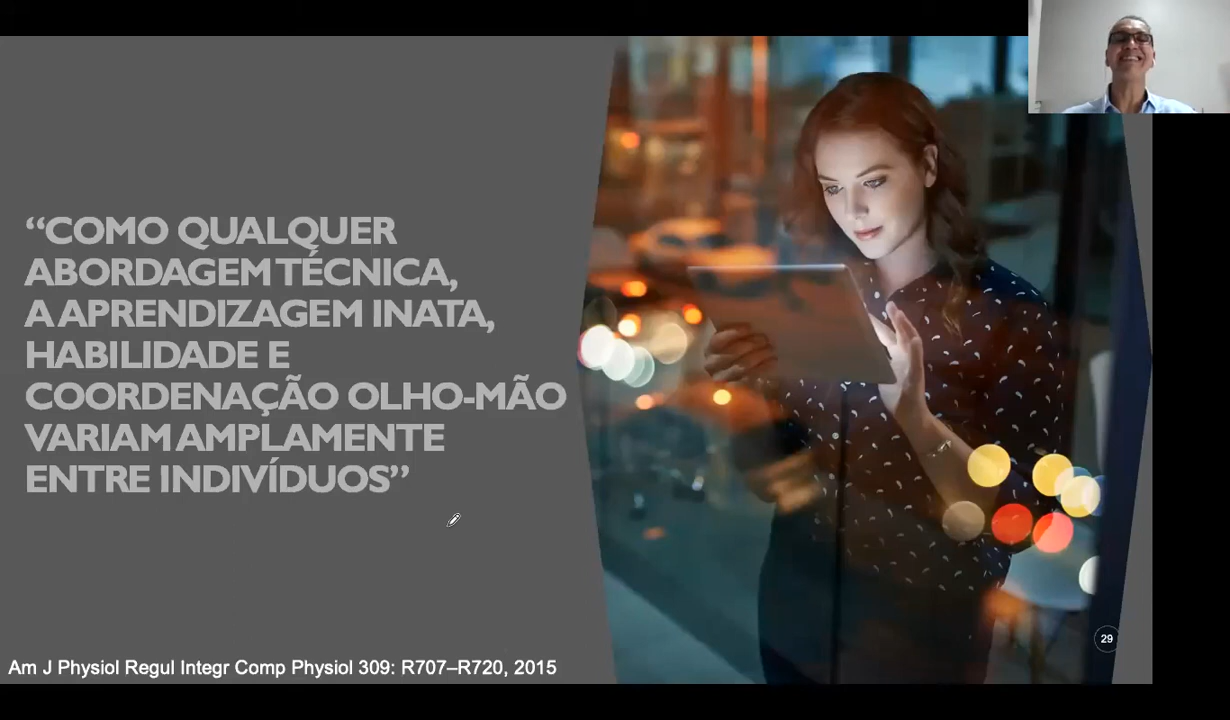 “COMO QUALQUER
ABORDAGEM TÉCNICA,
A APRENDIZAGEM INATA,
HABILIDADE E
COORDENAÇÃO OLHO-MÃO
VARIAM AMPLAMENTE
ENTRE INDIVÍDUOS”
29
Am J Physiol Regul Integr Comp Physiol 309: R707–R720, 2015